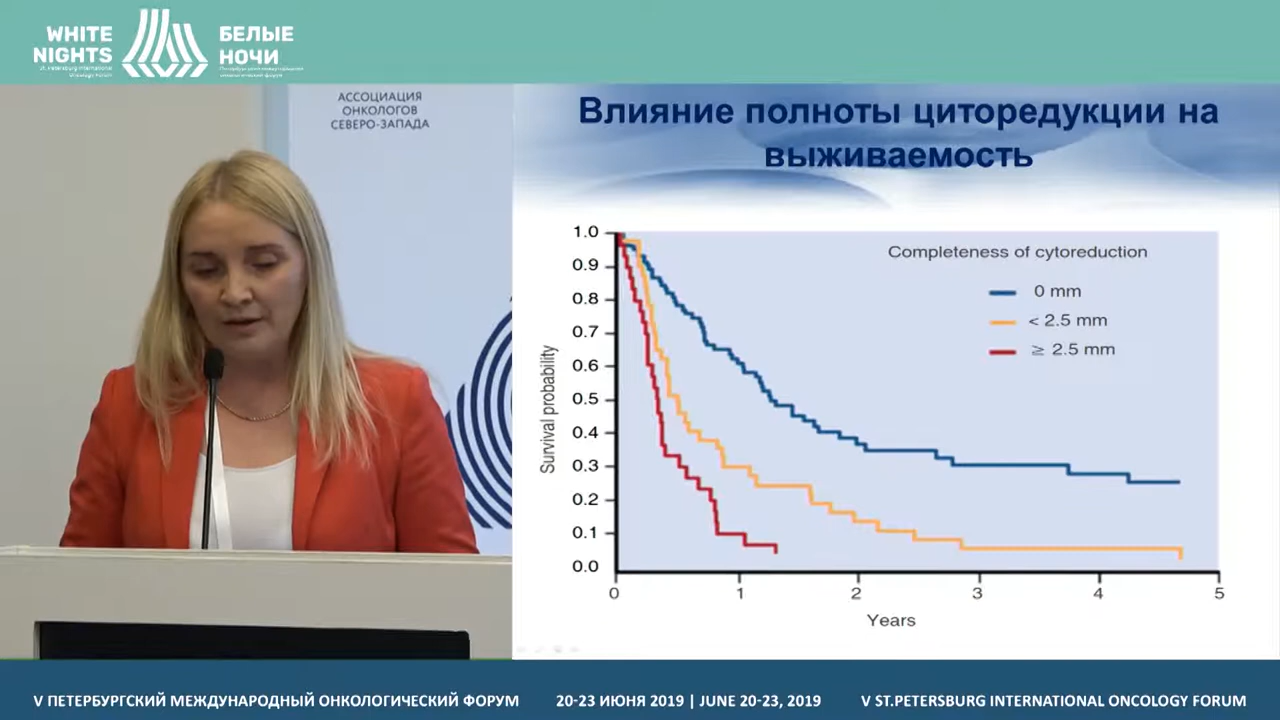 WHITE
NIGHTS
БЕЛЫЕ
НОЧИ
АССОЦИАЦИЯ
ОНКОЛОГОВ
СЕВЕРО-ЗАПАДА
Влияние полноты циторедукции на
выживаемость
Completeness of cytoreduction
0 mm
< 2.5 mm
≥ 2.5 mm
Survival probability
1.0
0.9
0.8
0.7
0.6
0.5
0.4
0.3
0.2
0.1
0.0
0 1 2 3 4 5
Years
V ПЕТЕРБУРГСКИЙ МЕЖДУНАРОДНЫЙ ОНКОЛОГИЧЕСКИЙ ФОРУМ 20-23 ИЮНЯ 2019 | JUNE 20-23, 2019 V ST.PETERSBURG INTERNATIONAL ONCOLOGY FORUM